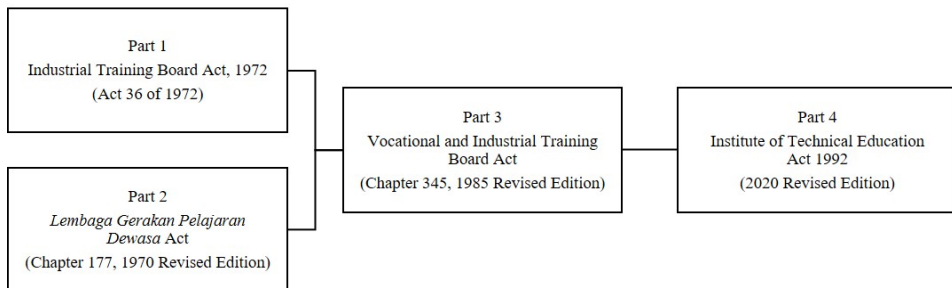 Part 1
Industrial Training Board Act, 1972
(Act 36 of 1972)
Part 2
Lembaga Gerakan Pelajaran
Dewasa Act
(Chapter 177, 1970 Revised Edition)
Part 3
Vocational and Industrial Training
Board Act
(Chapter 345, 1985 Revised Edition)
Part 4
Institute of Technical Education
Act 1992
(2020 Revised Edition)